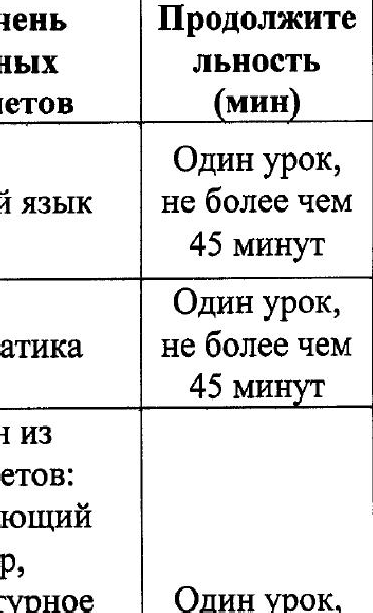 чень
ных
метов
Продолжите
льность
(мин)
й язык
Один урок,
не более чем
45 минут
атика
Один урок,
не более чем
45 минут
н из
етов:
ющий
р,
турное
Один урок,